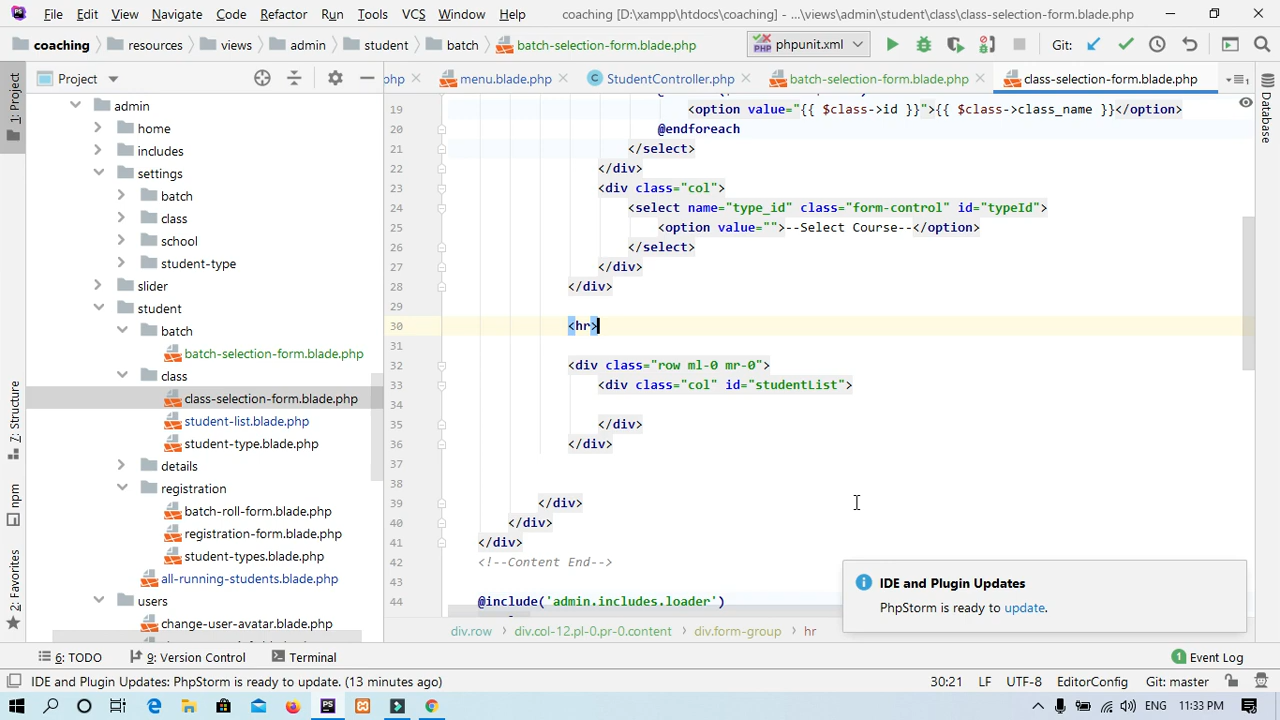 File Edit View Navigate Code Refactor Run Tools VCS Window Help coaching [D:\xampp\htdocs\coaching] - ...\views\admin\student\class\class-selection-form.blade.php
coaching resources views admin student batch batch-selection-form.blade.php phpunit.xml Git:
Project php menu.blade.php StudentController.php batch-selection-form.blade.php class-selection-form.blade.php
1: Project
7: Structure
npm
2: Favorites
Database
admin
home
includes
settings
batch
class
school
student-type
slider
student
batch
batch-selection-form.blade.php
class
class-selection-form.blade.php
student-list.blade.php
student-type.blade.php
details
registration
batch-roll-form.blade.php
registration-form.blade.php
student-types.blade.php
all-running-students.blade.php
users
change-user-avatar.blade.php
19 <option value="{{ $class->id }}">{{ $class->class_name }}</option>
20 @endforeach
21 </select>
22 </div>
23 <div class="col">
24 <select name="type_id" class="form-control" id="typeId">
25 <option value="">--Select Course--</option>
26 </select>
27 </div>
28 </div>
29
30 <hr>
31
32 <div class="row ml-0 mr-0">
33 <div class="col" id="studentList">
34
35 </div>
36 </div>
37
38
39 </div>
40 </div>
41 </div>
42 <!--Content End-->
43
44 @include('admin.includes.loader')
IDE and Plugin Updates
PhpStorm is ready to update.
div.row div.col-12.pl-0.pr-0.content div.form-group hr
6: TODO 9: Version Control Terminal 1 Event Log
IDE and Plugin Updates: PhpStorm is ready to update. (13 minutes ago) 30:21 LF UTF-8 EditorConfig Git: master
ENG 11:33 PM